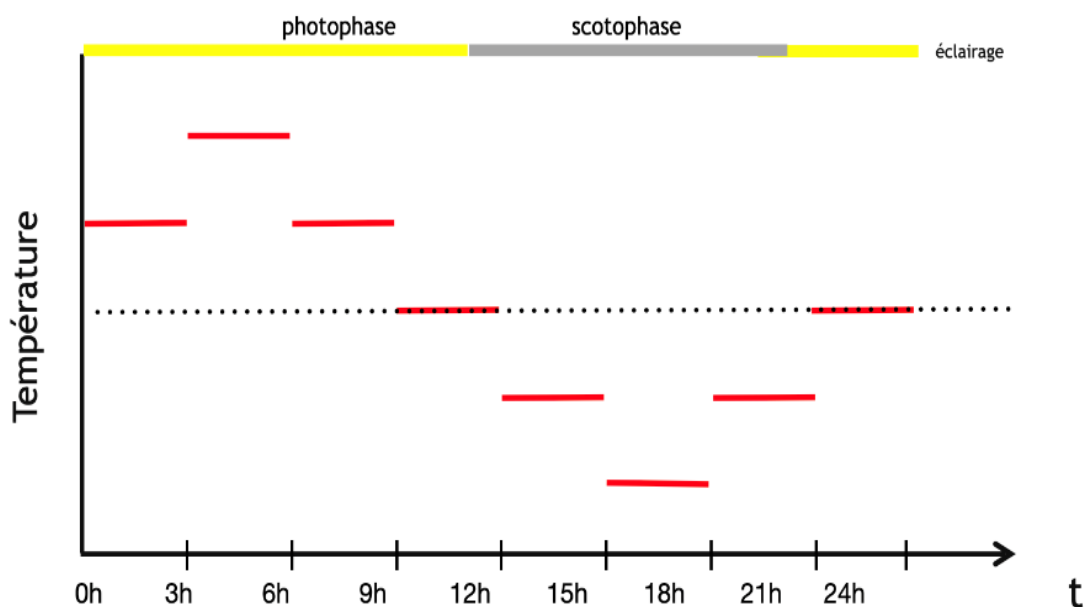 photophase scotophase
éclairage
Température
0h 3h 6h 9h 12h 15h 18h 21h 24h
t